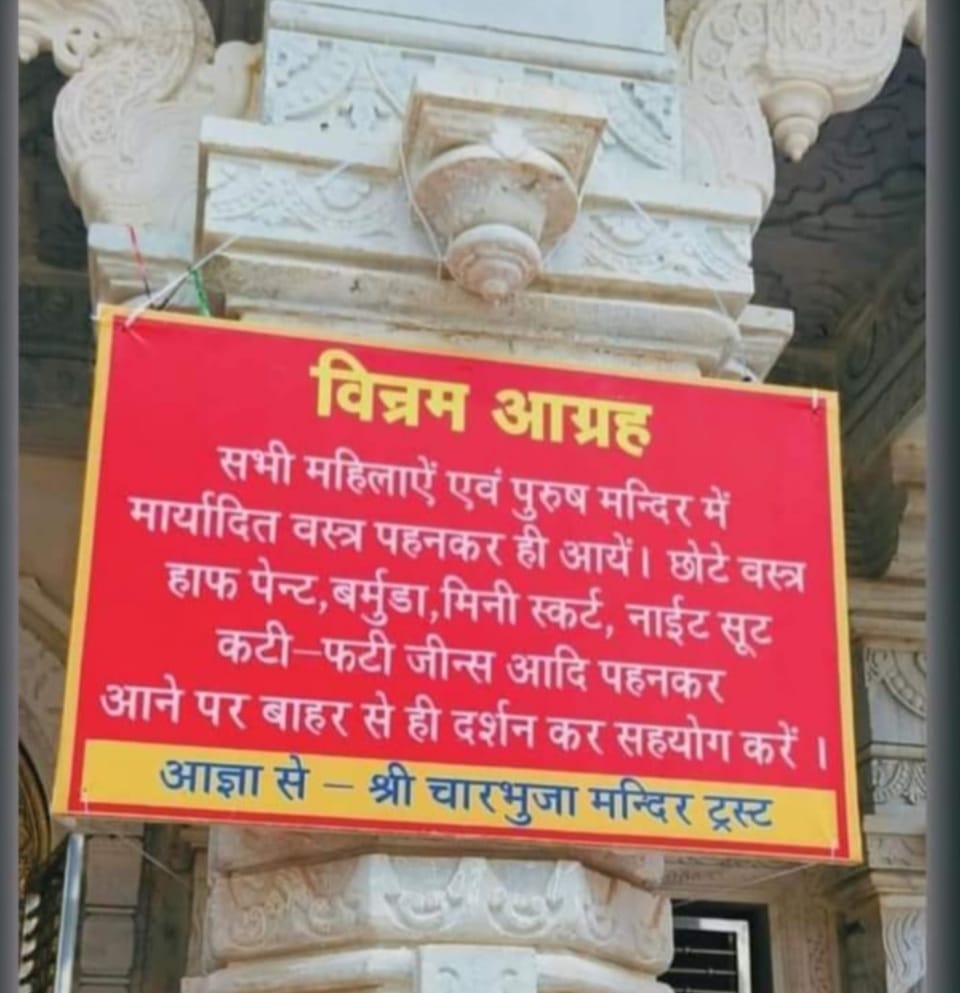 विन्रम आग्रह
सभी महिलाऐं एवं पुरुष मन्दिर में
मार्यादित वस्त्र पहनकर ही आयें। छोटे वस्त्र
हाफ पेन्ट,बर्मुडा,मिनी स्कर्ट, नाईट सूट
कटी–फटी जीन्स आदि पहनकर
आने पर बाहर से ही दर्शन कर सहयोग करें ।
आज्ञा से – श्री चारभुजा मन्दिर ट्रस्ट